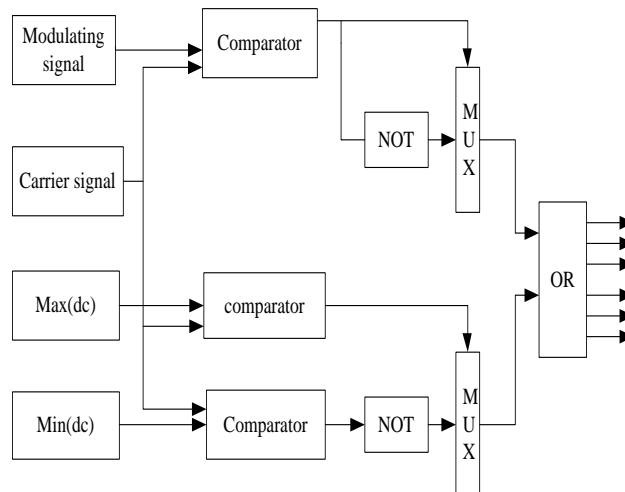 Modulating
signal
Comparator
M
U
X
NOT
Carrier signal
OR
Max(dc)
comparator
Min(dc)
Comparator
NOT
M
U
X